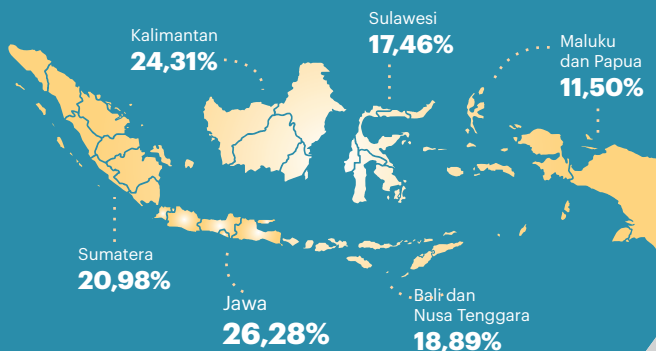 Kalimantan
24,31%
Sulawesi
17,46%
Maluku
dan Papua
11,50%
Sumatera
20,98%
Jawa
26,28%
Bali dan
Nusa Tenggara
18,89%